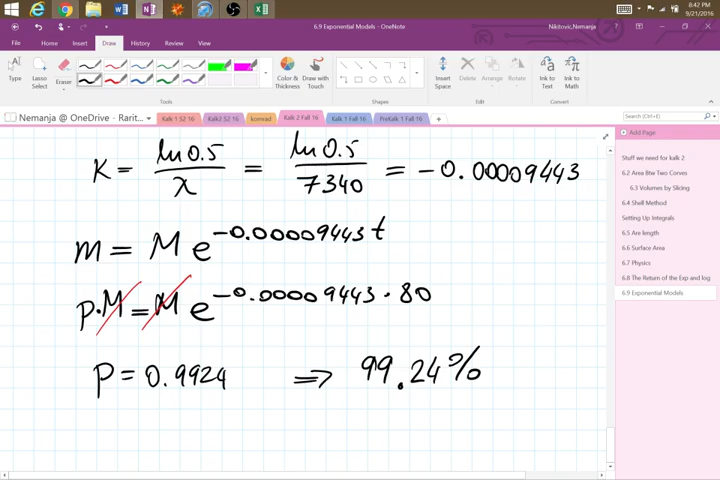 8:42 PM
9/21/2016
6.9 Exponential Models - OneNote
Nikitovic, Nemanja
File Home Insert Draw History Review View
Type
Lasso Select
Eraser
Color & Thickness
Draw with Touch
Insert Space
Delete
Arrange
Rotate
Ink to Text
Ink to Math
Tools
Shapes
Edit
Convert
Nemanja @ OneDrive - Rarit...
Kalk 1 S2 16
Kalk2 S2 16
komrad
Kalk 2 Fall 16
Kalk 1 Fall 16
PreKalk 1 Fall 16
+
Search (Ctrl+E)
Add Page
Stuff we need for kalk 2
6.2 Area Btw Two Curves
6.3 Volumes by Slicing
6.4 Shell Method
Setting Up Integrals
6.5 Arc length
6.6 Surface Area
6.7 Physics
6.8 The Return of the Exp and log
6.9 Exponential Models
K = ln 0.5 / λ = ln 0.5 / 7340 = -0.00009443
m = M e^-0.00009443 t
p·M = M e^-0.00009443 · 80
p = 0.9924 ⇒ 99.24%